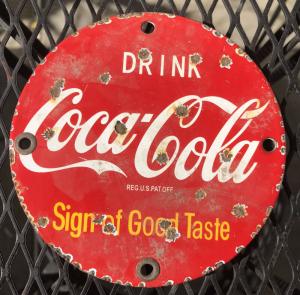 DRINK
Coca-Cola
REG.U.S.PAT OFF
Sign of Good Taste